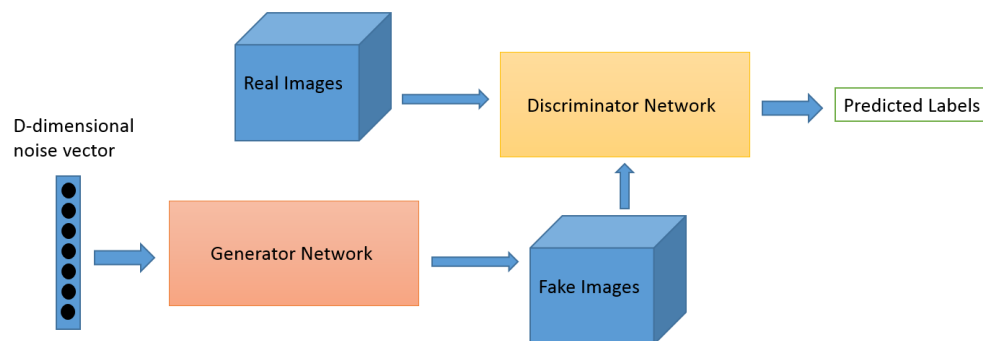 Real Images
Discriminator Network
Predicted Labels
D-dimensional
noise vector
Generator Network
Fake Images